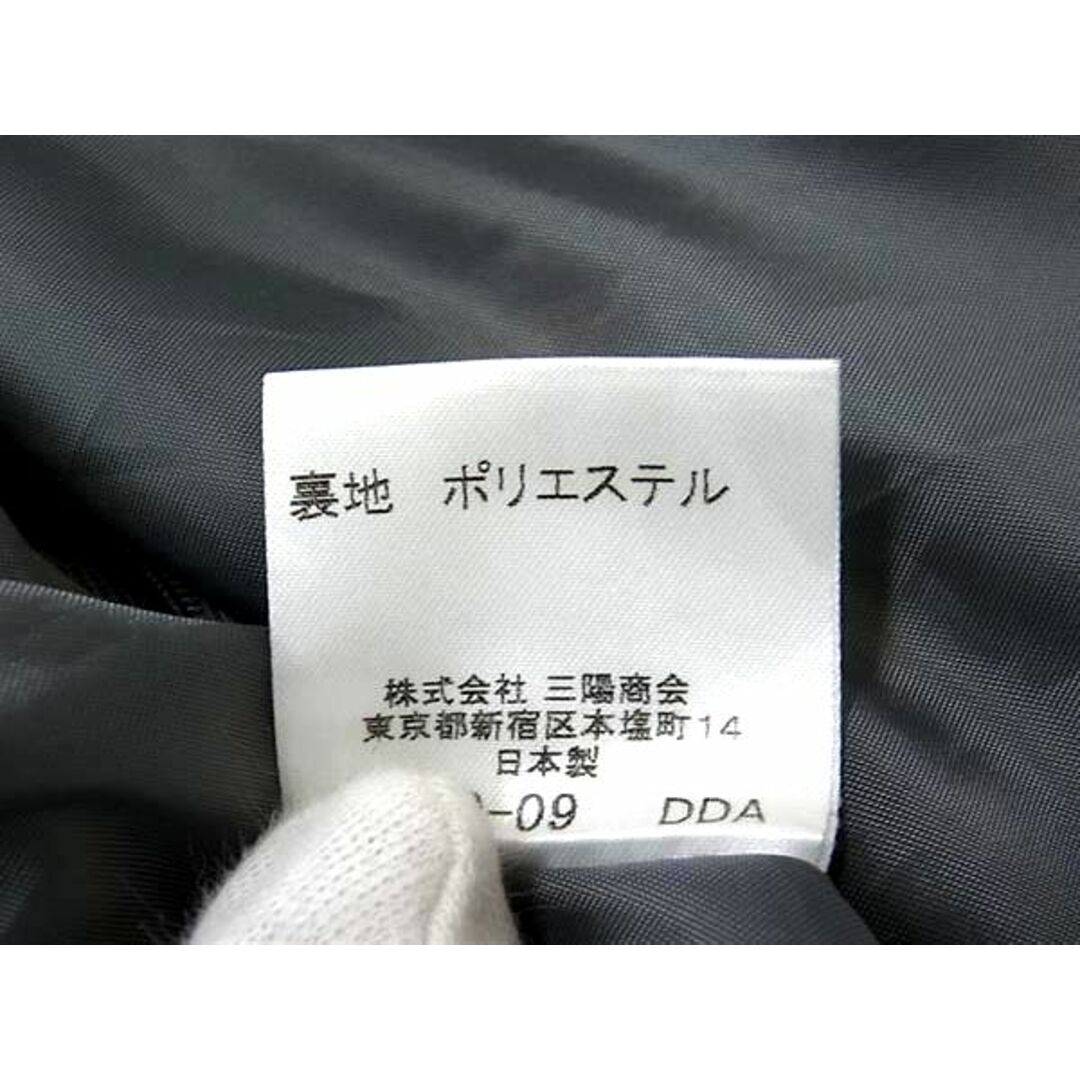 裏地 ポリエステル
株式会社 三陽商会
東京都新宿区本塩町14
日本製
-09 DDA